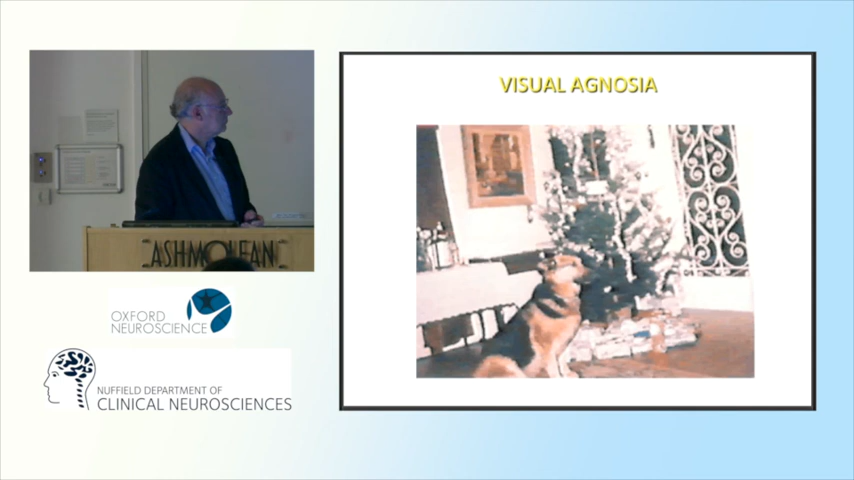 VISUAL AGNOSIA
ASHMOLEAN
OXFORD
NEUROSCIENCE
NUFFIELD DEPARTMENT OF
CLINICAL NEUROSCIENCES